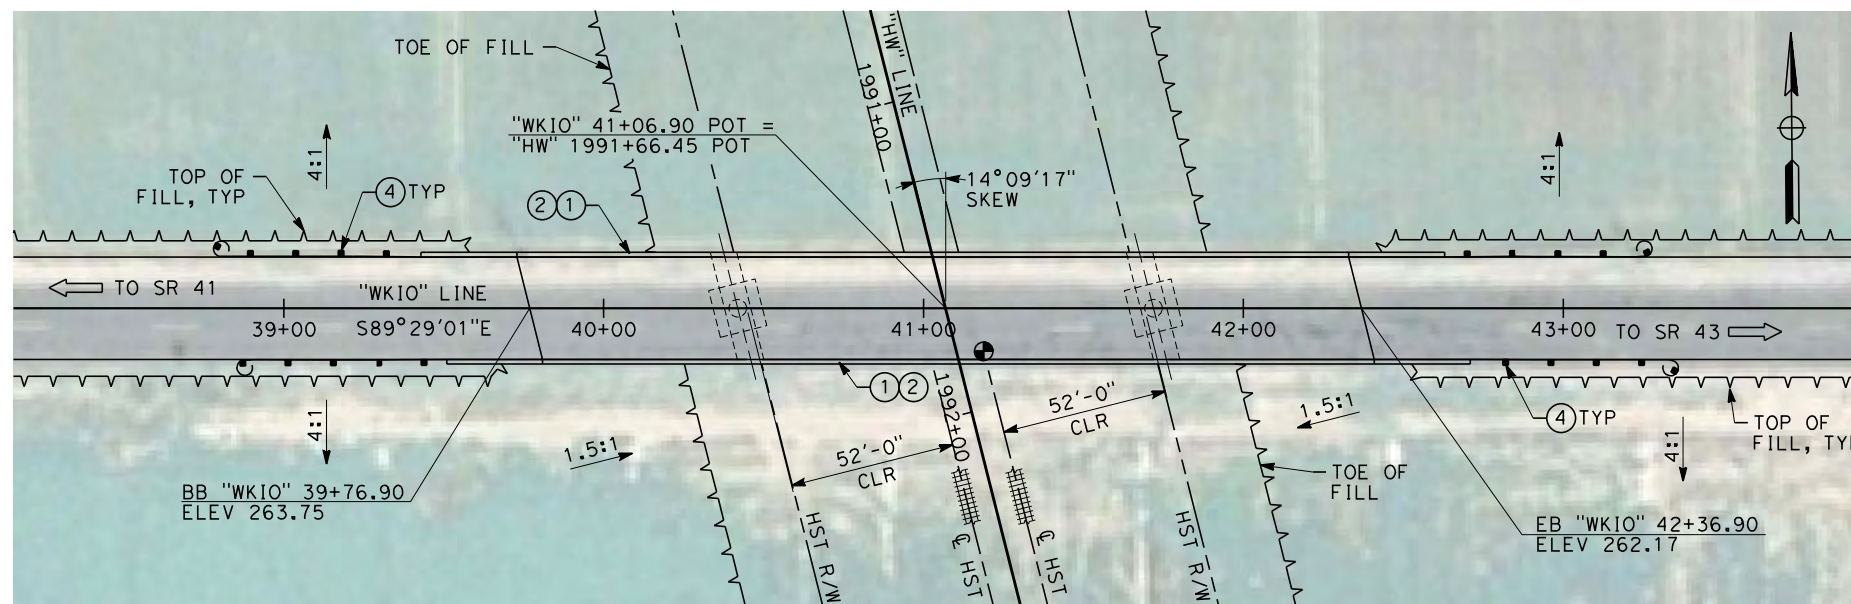 TOE OF FILL
"HW" LINE
1991+00
"WKIO" 41+06.90 POT =
"HW" 1991+66.45 POT
4:1
4:1
TOP OF
FILL, TYP
4 TYP
2 1
14°09'17"
SKEW
TO SR 41
"WKIO" LINE
39+00
S89°29'01"E
40+00
41+00
42+00
43+00
TO SR 43
1 2
1992+00
52'-0"
CLR
1.5:1
4 TYP
TOP OF
FILL, TY
4:1
4:1
1.5:1
52'-0"
CLR
TOE OF
FILL
BB "WKIO" 39+76.90
ELEV 263.75
EB "WKIO" 42+36.90
ELEV 262.17
HST R/W
℄ HST
℄ HST
HST R/W